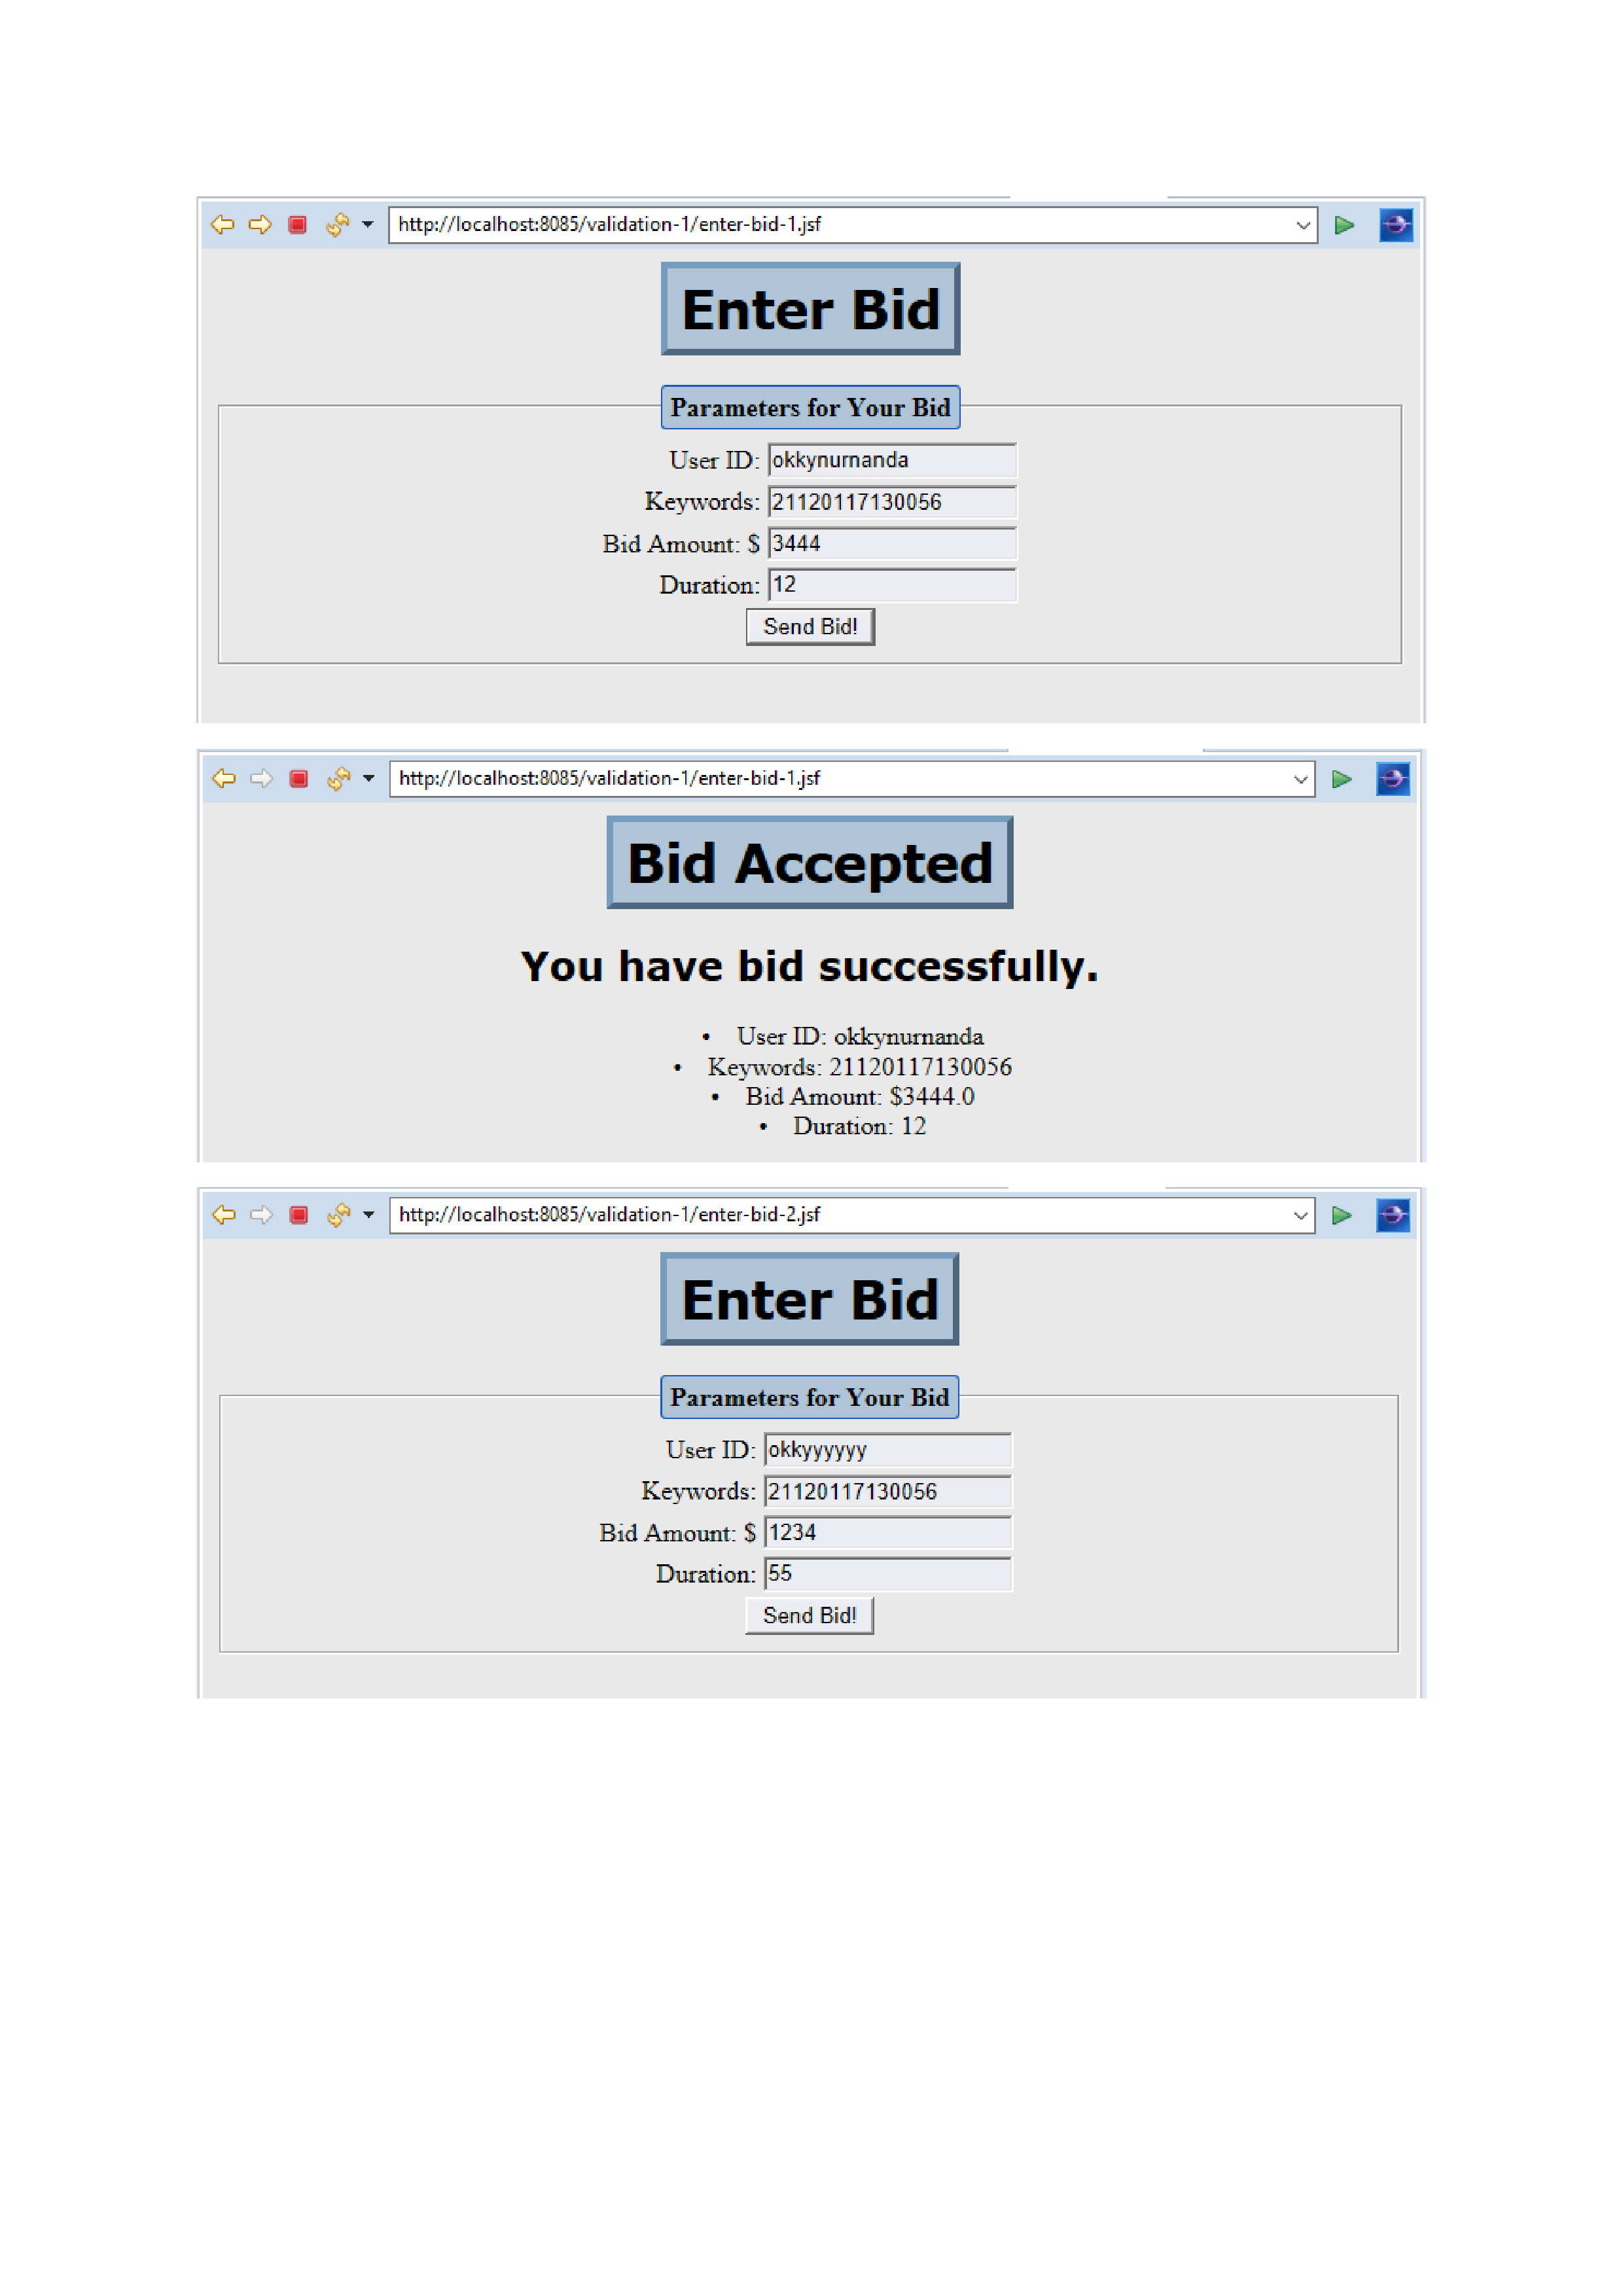 http://localhost:8085/validation-1/enter-bid-1.jsf
Enter Bid
Parameters for Your Bid
User ID: okkynurnanda
Keywords: 21120117130056
Bid Amount: $ 3444
Duration: 12
Send Bid!
http://localhost:8085/validation-1/enter-bid-1.jsf
Bid Accepted
You have bid successfully.
• User ID: okkynurnanda
• Keywords: 21120117130056
• Bid Amount: $3444.0
• Duration: 12
http://localhost:8085/validation-1/enter-bid-2.jsf
Enter Bid
Parameters for Your Bid
User ID: okkyyyyyy
Keywords: 21120117130056
Bid Amount: $ 1234
Duration: 55
Send Bid!